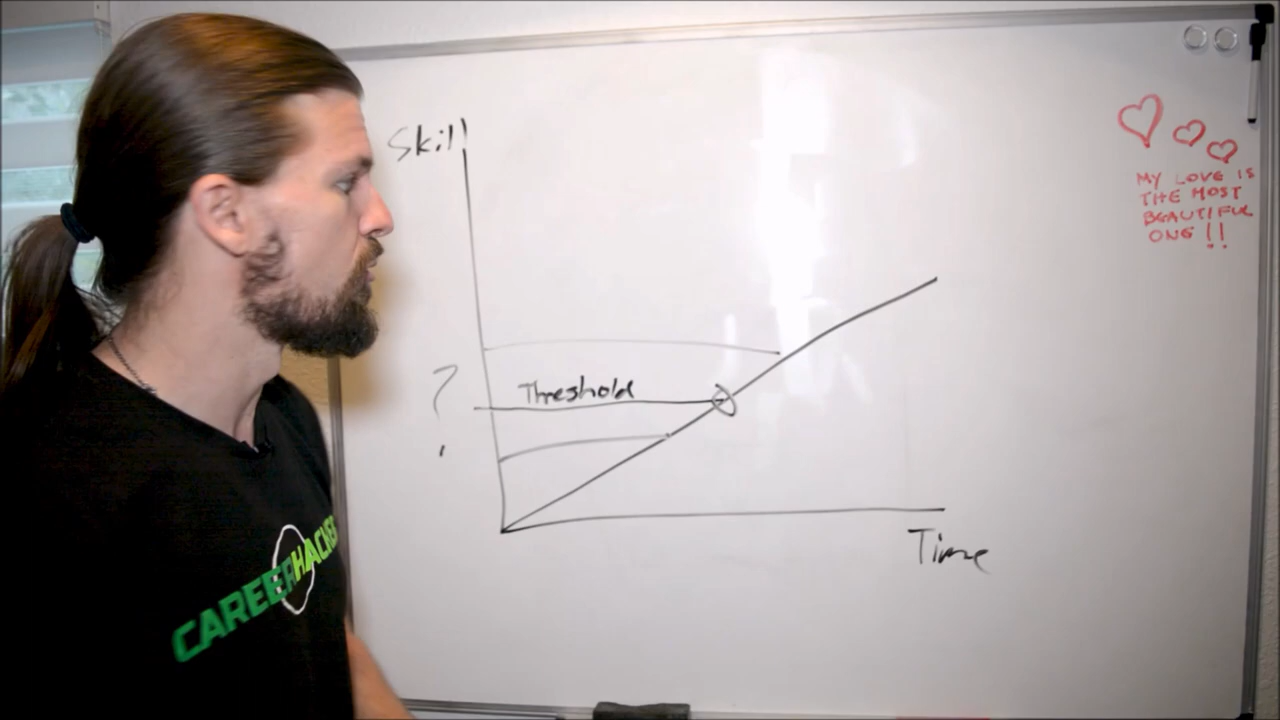 Skill
MY LOVE IS
THE MOST
BEAUTIFUL
ONE!!
?
Threshold
Time
CAREERHACKER